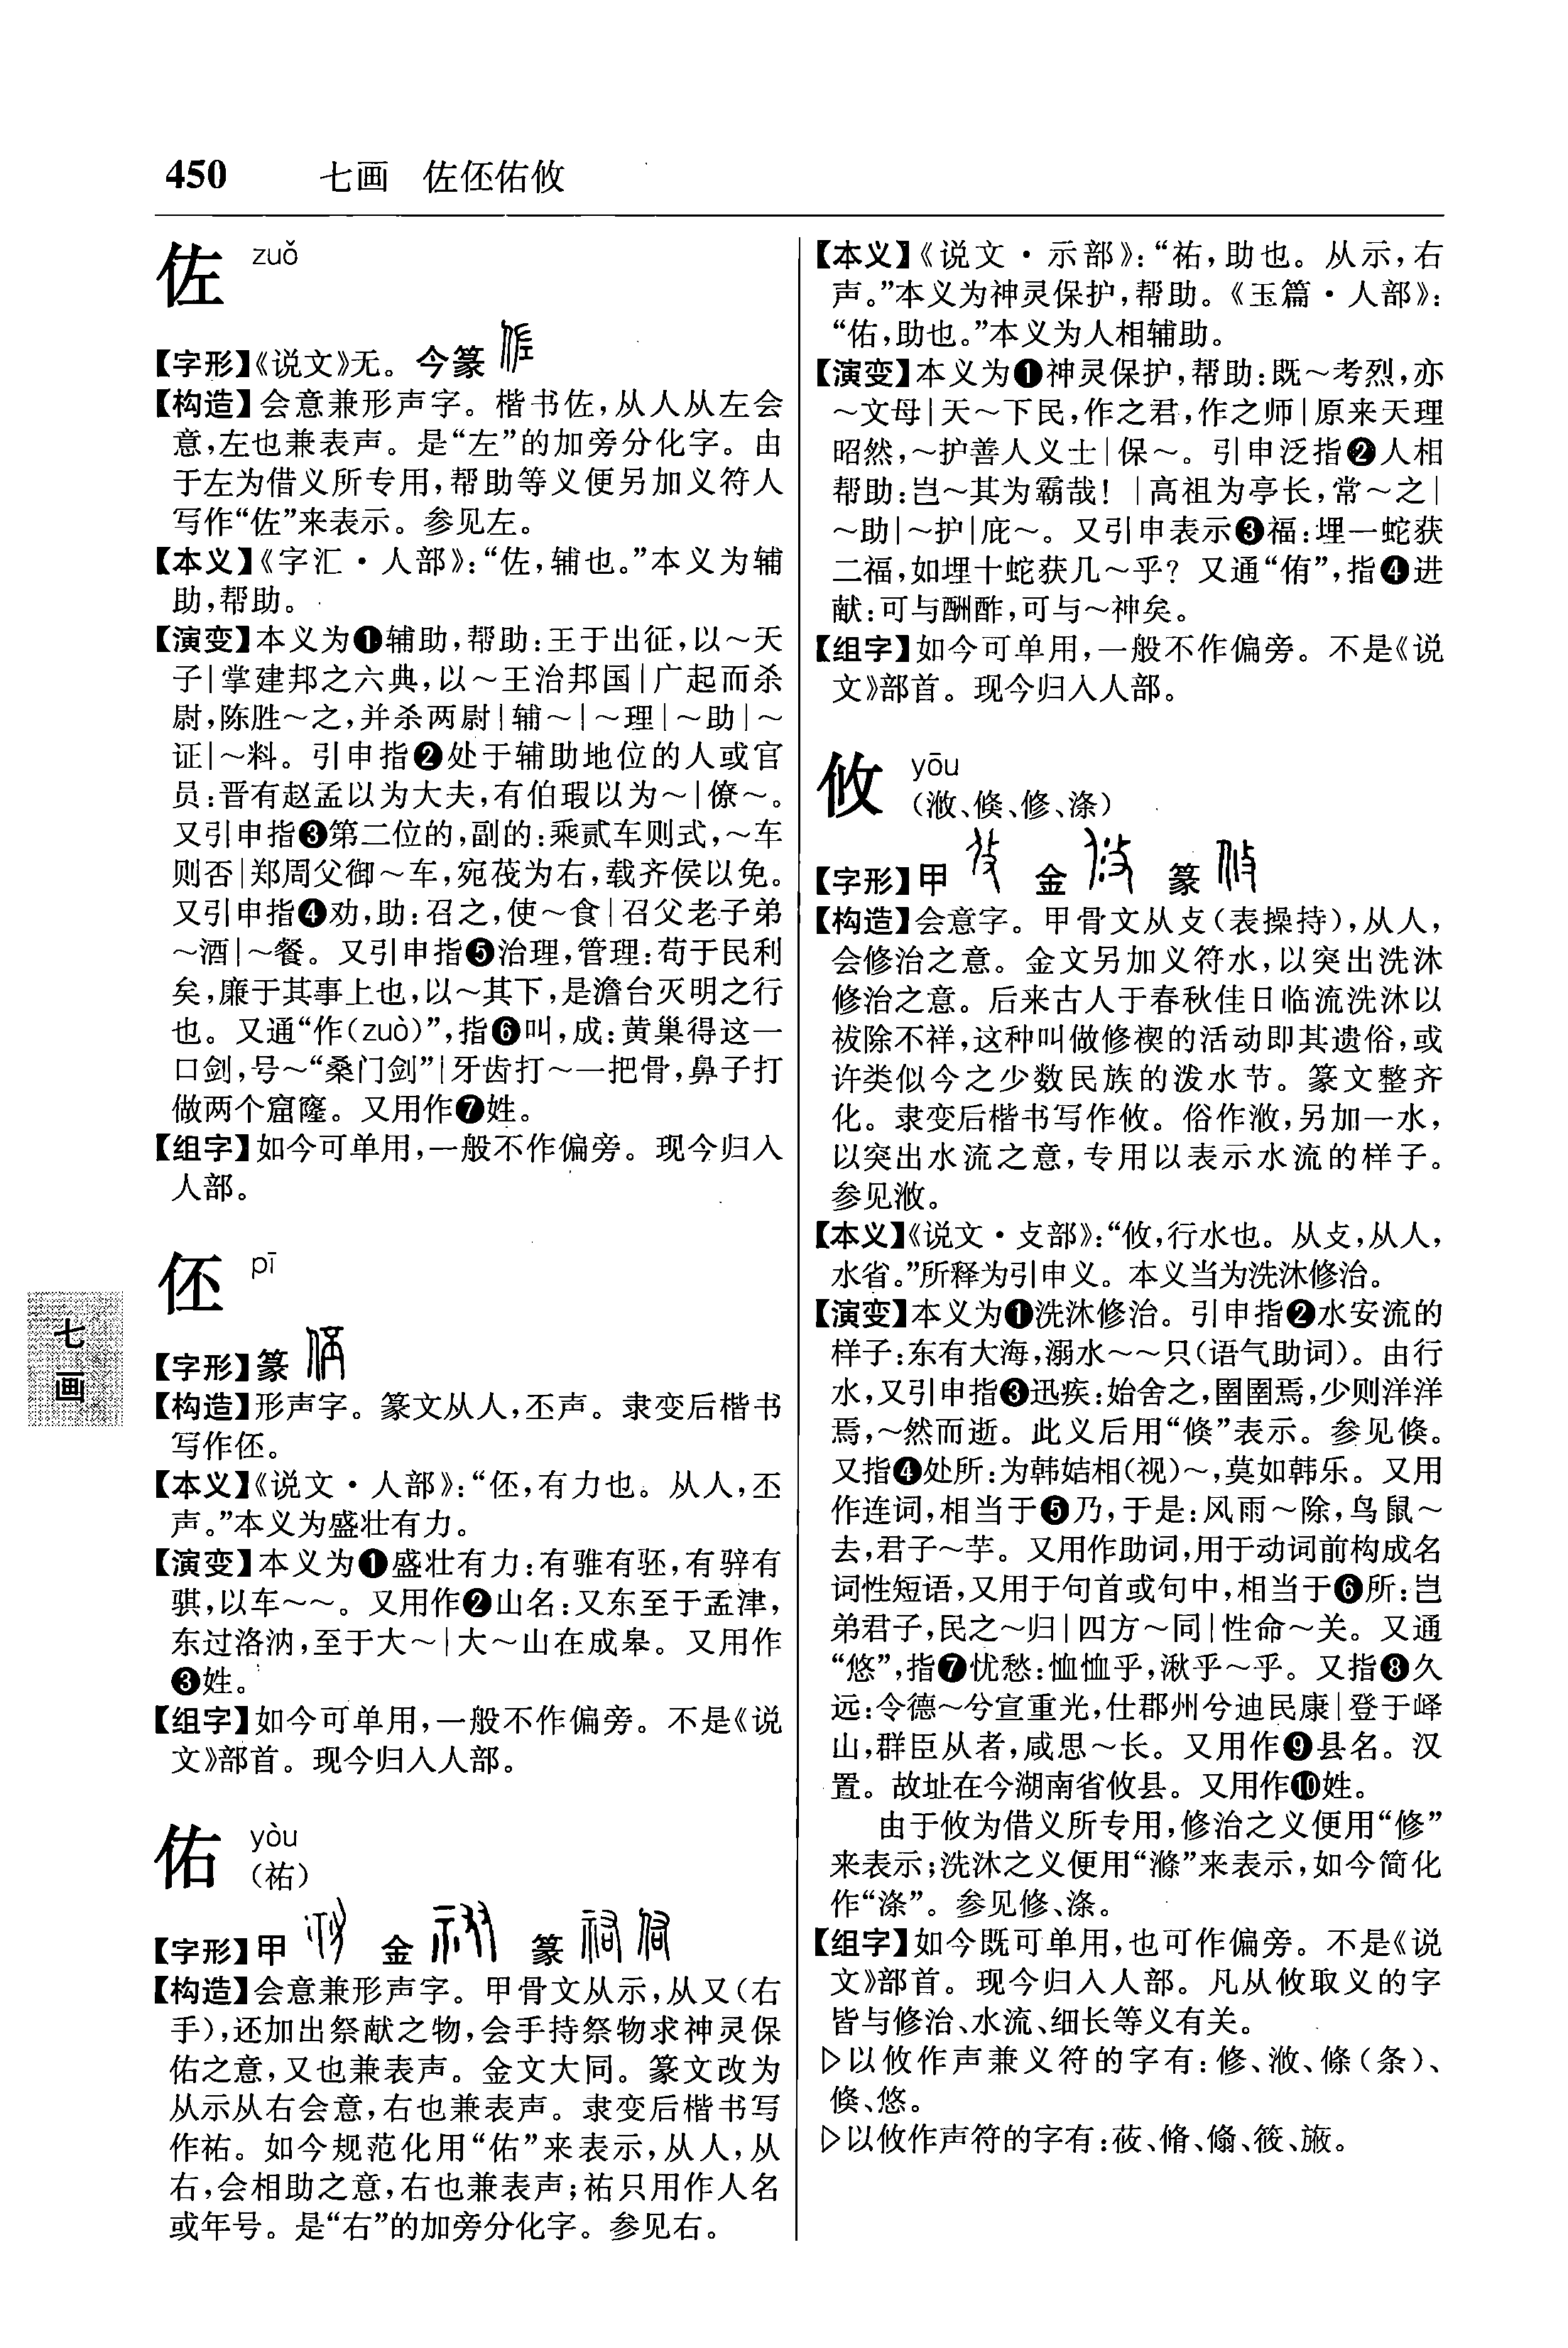 450 七画 佐伾佑攸
佐 zuǒ
【字形】《说文》无。今篆
【构造】会意兼形声字。楷书佐,从人从左会
意,左也兼表声。是“左”的加旁分化字。由
于左为借义所专用,帮助等义便另加义符人
写作“佐”来表示。参见左。
【本义】《字汇·人部》:“佐,辅也。”本义为辅
助,帮助。
【演变】本义为❶辅助,帮助:王于出征,以～天
子|掌建邦之六典,以～王治邦国|广起而杀
尉,陈胜～之,并杀两尉|辅～|～理|～助|～
证|～料。引申指❷处于辅助地位的人或官
员:晋有赵孟以为大夫,有伯瑕以为～|僚～。
又引申指❸第二位的,副的:乘贰车则式,～车
则否|郑周父御～车,宛茷为右,载齐侯以免。
又引申指❹劝,助:召之,使～食|召父老子弟
～酒|～餐。又引申指❺治理,管理:苟于民利
矣,廉于其事上也,以～其下,是澹台灭明之行
也。又通“作(zuò)”,指❻叫,成:黄巢得这一
口剑,号～“桑门剑”|牙齿打～一把骨,鼻子打
做两个窟窿。又用作❼姓。
【组字】如今可单用,一般不作偏旁。现今归入
人部。
伾 pī
【字形】篆
【构造】形声字。篆文从人,丕声。隶变后楷书
写作伾。
【本义】《说文·人部》:“伾,有力也。从人,丕
声。”本义为盛壮有力。
【演变】本义为❶盛壮有力:有骓有驱,有骍有
骐,以车～～。又用作❷山名:又东至于孟津,
东过洛汭,至于大～|大～山在成皋。又用作
❸姓。
【组字】如今可单用,一般不作偏旁。不是《说
文》部首。现今归入人部。
七画
佑 yòu
(祐)
【字形】甲 金 篆
【构造】会意兼形声字。甲骨文从示,从又(右
手),还加出祭献之物,会手持祭物求神灵保
佑之意,又也兼表声。金文大同。篆文改为
从示从右会意,右也兼表声。隶变后楷书写
作祐。如今规范化用“佑”来表示,从人,从
右,会相助之意,右也兼表声;祐只用作人名
或年号。是“右”的加旁分化字。参见右。
【本义】《说文·示部》:“祐,助也。从示,右
声。”本义为神灵保护,帮助。《玉篇·人部》:
“佑,助也。”本义为人相辅助。
【演变】本义为❶神灵保护,帮助:既～考烈,亦
～文母|天～下民,作之君,作之师|原来天理
昭然,～护善人义士|保～。引申泛指❷人相
帮助:岂～其为霸哉!|高祖为亭长,常～之|
～助|～护|庇～。又引申表示❸福:埋一蛇获
二福,如埋十蛇获几～乎?又通“侑”,指❹进
献:可与酬酢,可与～神矣。
【组字】如今可单用,一般不作偏旁。不是《说
文》部首。现今归入人部。
攸 yōu
(浟、倏、修、涤)
【字形】甲 金 篆
【构造】会意字。甲骨文从攴(表操持),从人,
会修治之意。金文另加义符水,以突出洗沐
修治之意。后来古人于春秋佳日临流洗沐以
祓除不祥,这种叫做修禊的活动即其遗俗,或
许类似今之少数民族的泼水节。篆文整齐
化。隶变后楷书写作攸。俗作浟,另加一水,
以突出水流之意,专用以表示水流的样子。
参见浟。
【本义】《说文·攴部》:“攸,行水也。从攴,从人,
水省。”所释为引申义。本义当为洗沐修治。
【演变】本义为❶洗沐修治。引申指❷水安流的
样子:东有大海,溺水～～只(语气助词)。由行
水,又引申指❸迅疾:始舍之,圉圉焉,少则洋洋
焉,～然而逝。此义后用“倏”表示。参见倏。
又指❹处所:为韩姞相(视)～,莫如韩乐。又用
作连词,相当于❺乃,于是:风雨～除,鸟鼠～
去,君子～芋。又用作助词,用于动词前构成名
词性短语,又用于句首或句中,相当于❻所:岂
弟君子,民之～归|四方～同|性命～关。又通
“悠”,指❼忧愁:恤恤乎,湫乎～乎。又指❽久
远:令德～兮宣重光,仕郡州兮迪民康|登于峄
山,群臣从者,咸思～长。又用作❾县名。汉
置。故址在今湖南省攸县。又用作❿姓。
由于攸为借义所专用,修治之义便用“修”
来表示;洗沐之义便用“滌”来表示,如今简化
作“涤”。参见修、涤。
【组字】如今既可单用,也可作偏旁。不是《说
文》部首。现今归入人部。凡从攸取义的字
皆与修治、水流、细长等义有关。
▷以攸作声兼义符的字有:修、浟、條(条)、
倏、悠。
▷以攸作声符的字有:莜、脩、翛、筱、旇。